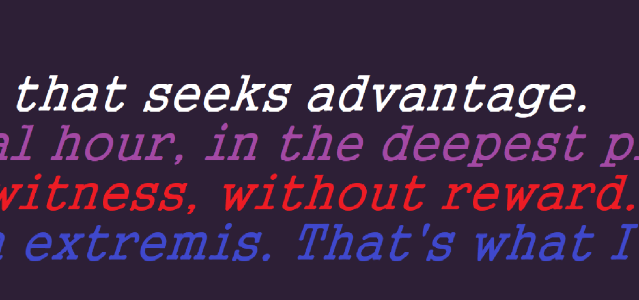 that seeks advantage.
al hour, in the deepest
witness, without reward.
extremis. That's what I